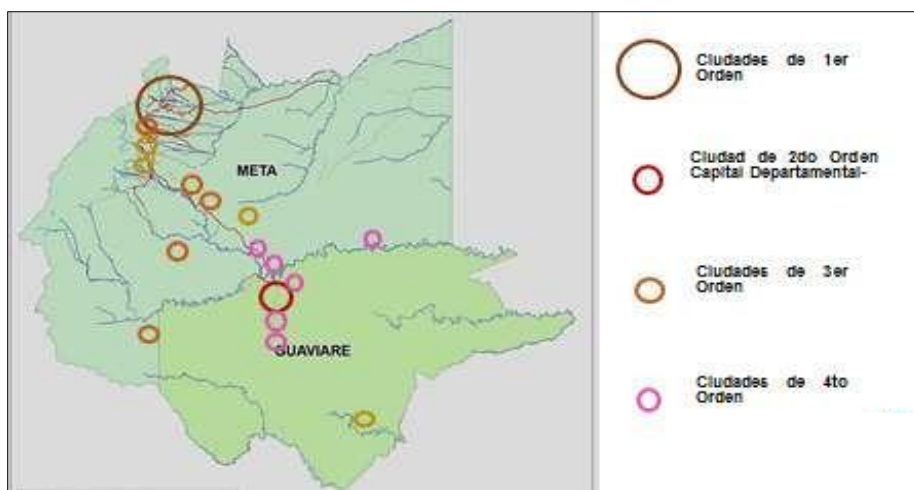 META
GUAVIARE
Ciudades de 1er
Orden
Ciudad de 2do Orden
Capital Departamental-
Ciudades de 3er
Orden
Ciudades de 4to
Orden